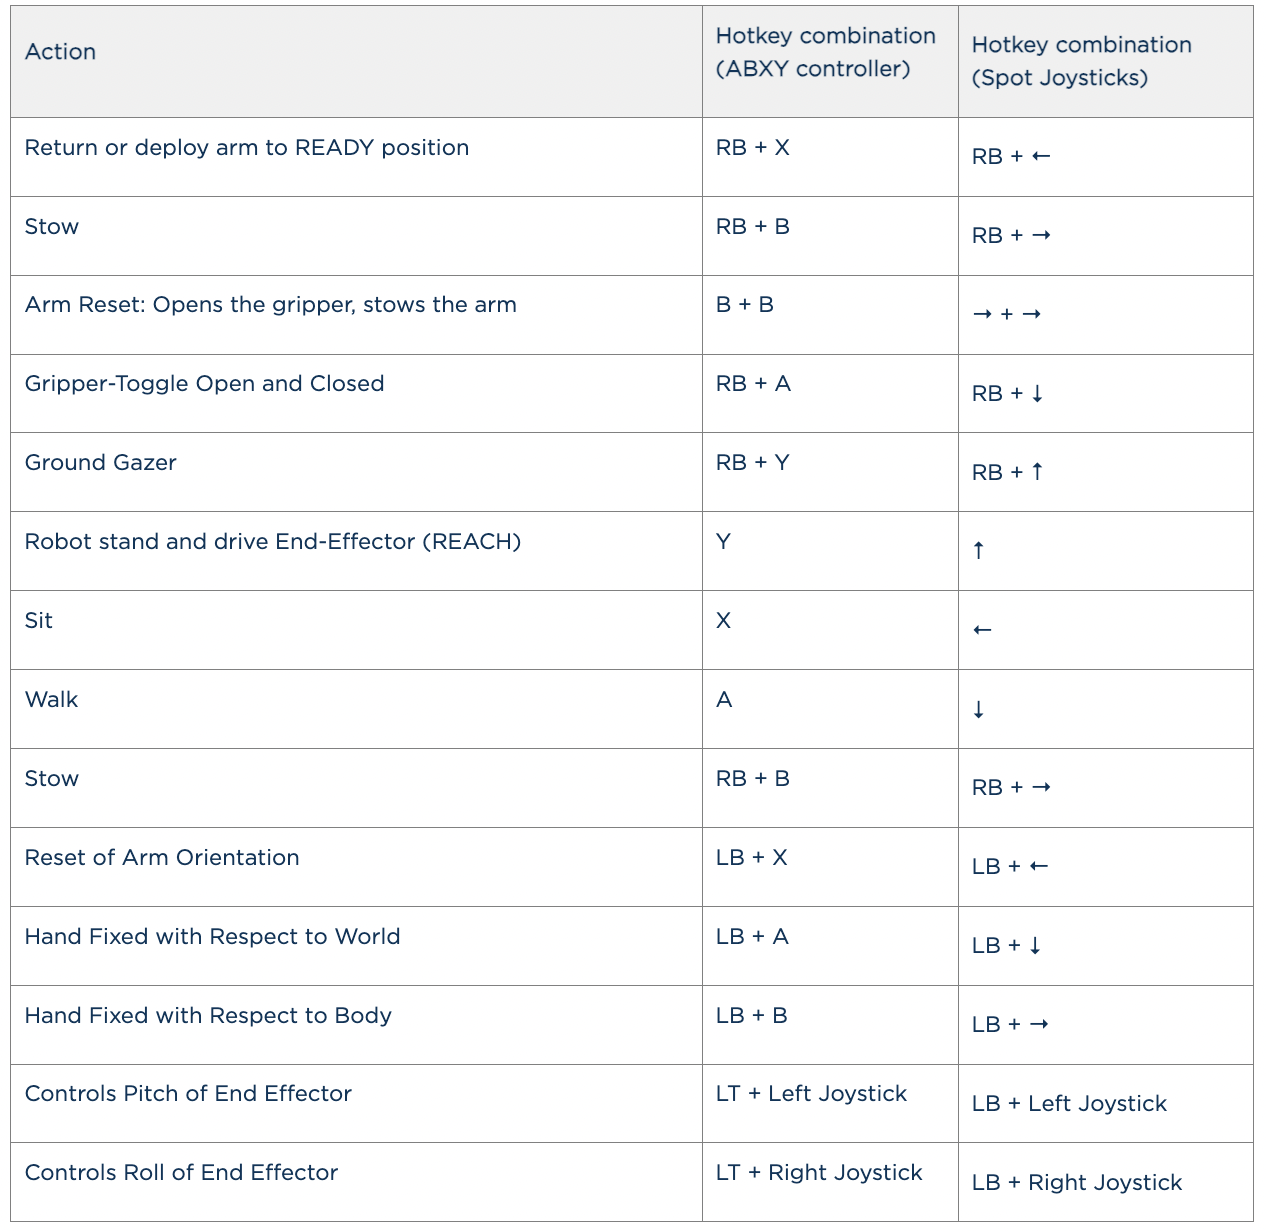 Action
Hotkey combination
(ABXY controller)
Hotkey combination
(Spot Joysticks)
Return or deploy arm to READY position
RB + X
RB + ←
Stow
RB + B
RB + →
Arm Reset: Opens the gripper, stows the arm
B + B
→ + →
Gripper-Toggle Open and Closed
RB + A
RB + ↓
Ground Gazer
RB + Y
RB + ↑
Robot stand and drive End-Effector (REACH)
Y
↑
Sit
X
←
Walk
A
↓
Stow
RB + B
RB + →
Reset of Arm Orientation
LB + X
LB + ←
Hand Fixed with Respect to World
LB + A
LB + ↓
Hand Fixed with Respect to Body
LB + B
LB + →
Controls Pitch of End Effector
LT + Left Joystick
LB + Left Joystick
Controls Roll of End Effector
LT + Right Joystick
LB + Right Joystick